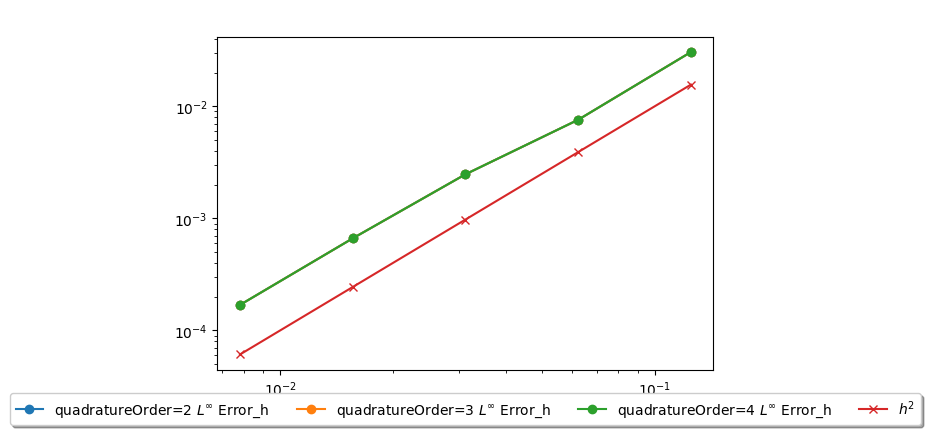 10⁻²
10⁻³
10⁻⁴
10⁻² 10⁻¹
quadratureOrder=2 L^∞ Error_h quadratureOrder=3 L^∞ Error_h quadratureOrder=4 L^∞ Error_h h²